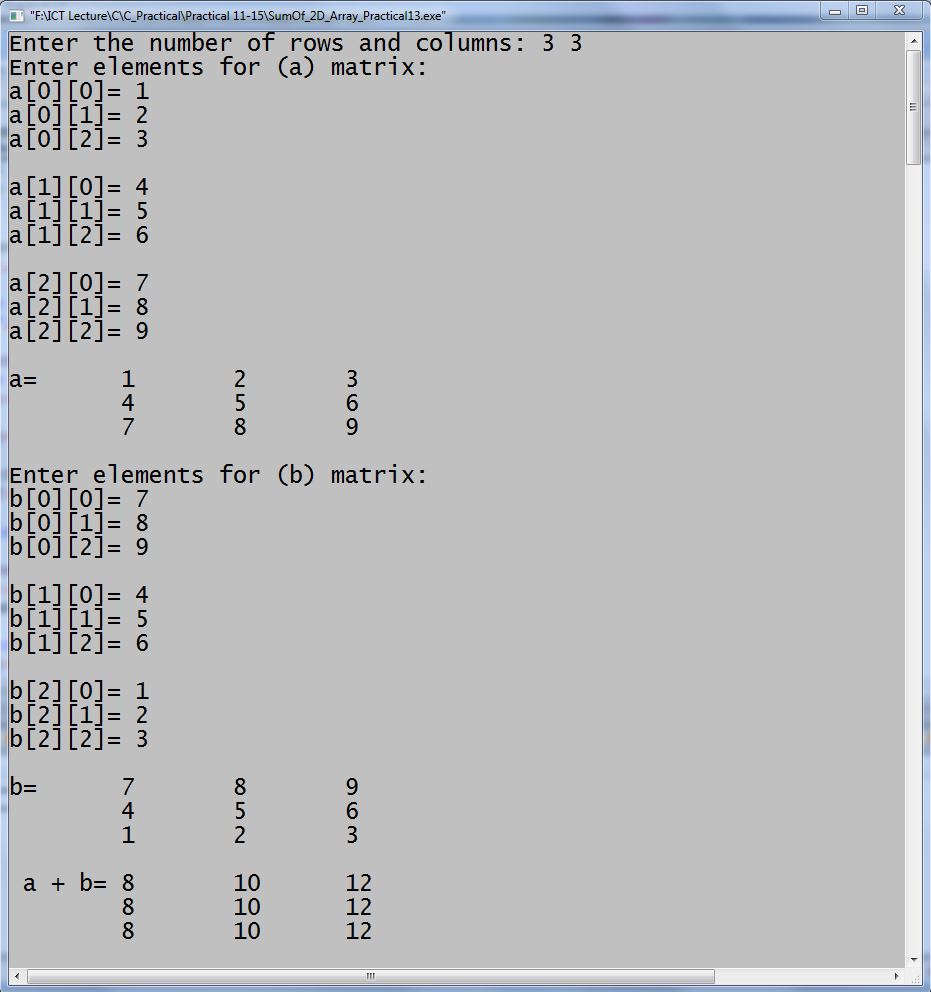 "F:\ICT Lecture\C\C_Practical\Practical 11-15\SumOf_2D_Array_Practical13.exe"
Enter the number of rows and columns: 3 3
Enter elements for (a) matrix:
a[0][0]= 1
a[0][1]= 2
a[0][2]= 3
a[1][0]= 4
a[1][1]= 5
a[1][2]= 6
a[2][0]= 7
a[2][1]= 8
a[2][2]= 9
a= 1 2 3
4 5 6
7 8 9
Enter elements for (b) matrix:
b[0][0]= 7
b[0][1]= 8
b[0][2]= 9
b[1][0]= 4
b[1][1]= 5
b[1][2]= 6
b[2][0]= 1
b[2][1]= 2
b[2][2]= 3
b= 7 8 9
4 5 6
1 2 3
a + b= 8 10 12
8 10 12
8 10 12